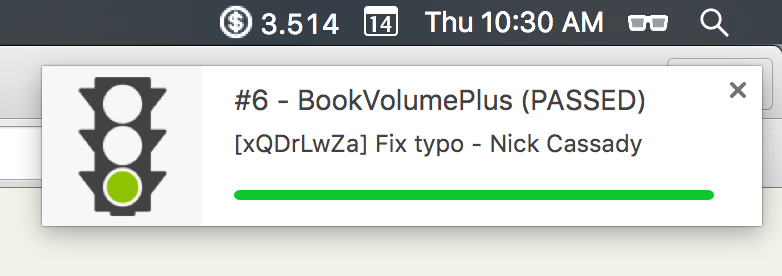 $ 3.514 14 Thu 10:30 AM
#6 - BookVolumePlus (PASSED)
[xQDrLwZa] Fix typo - Nick Cassady